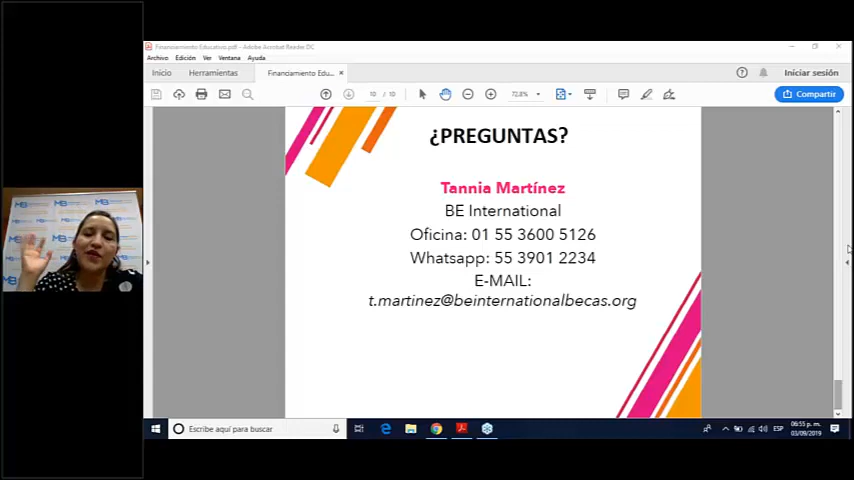 Financiamiento Educativo.pdf - Adobe Acrobat Reader DC
Archivo Edición Ver Ventana Ayuda
Inicio Herramientas Financiamiento Edu... × Iniciar sesión
10 / 10 72,8% Compartir
¿PREGUNTAS?
Tannia Martínez
BE International
Oficina: 01 55 3600 5126
Whatsapp: 55 3901 2234
E-MAIL:
t.martinez@beinternationalbecas.org
MB
Escribe aquí para buscar
ESP
06:55 p. m.
03/09/2019